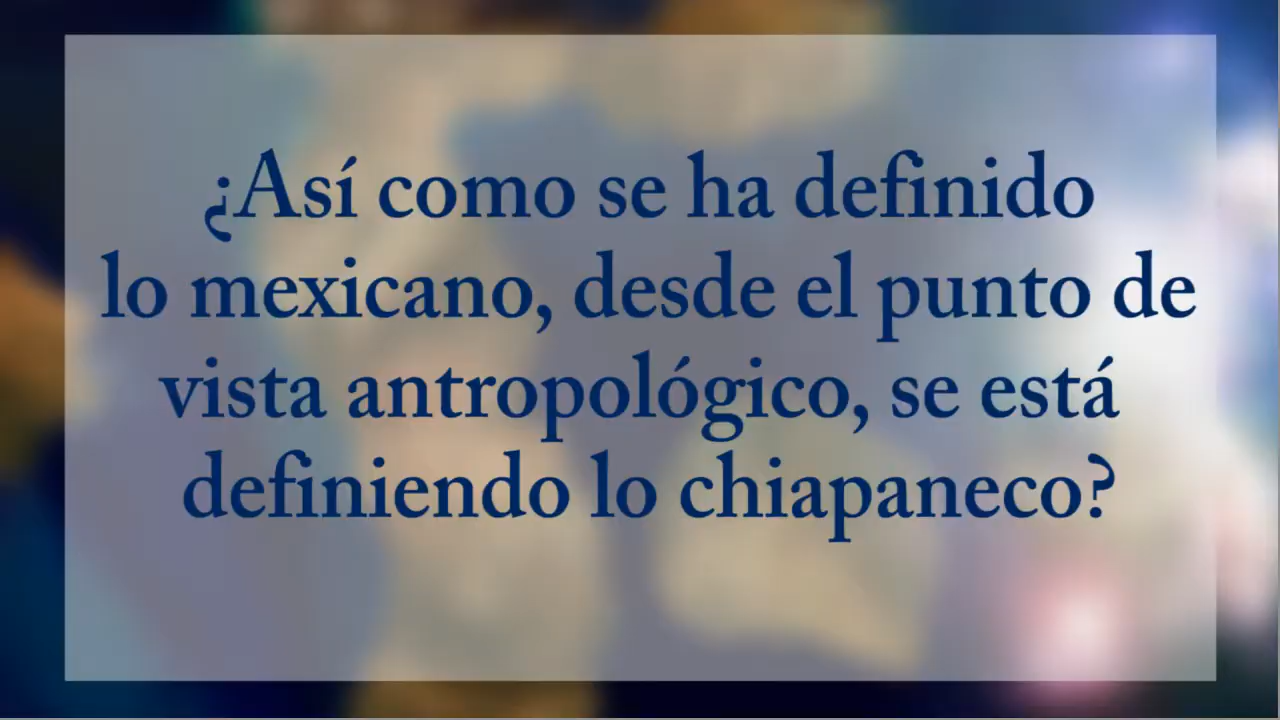 ¿Así como se ha definido
lo mexicano, desde el punto de
vista antropológico, se está
definiendo lo chiapaneco?